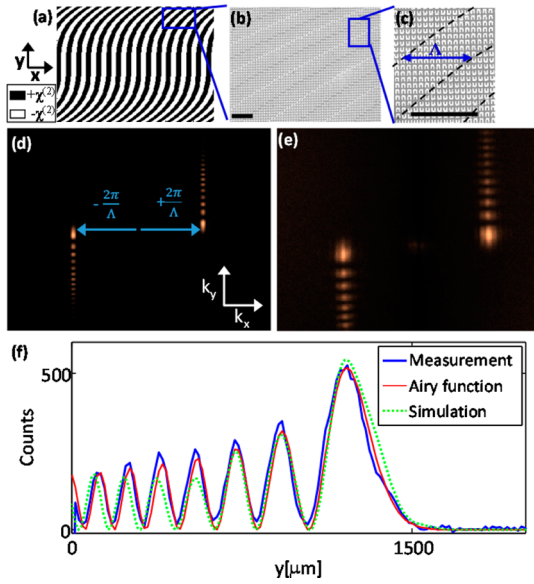 (a)
(b)
(c)
y
x
+χ(2)
-χ(2)
Λ
(d)
(e)
- 2π/Λ
+ 2π/Λ
ky
kx
(f)
500
0
Counts
Measurement
Airy function
Simulation
0
1500
y[μm]